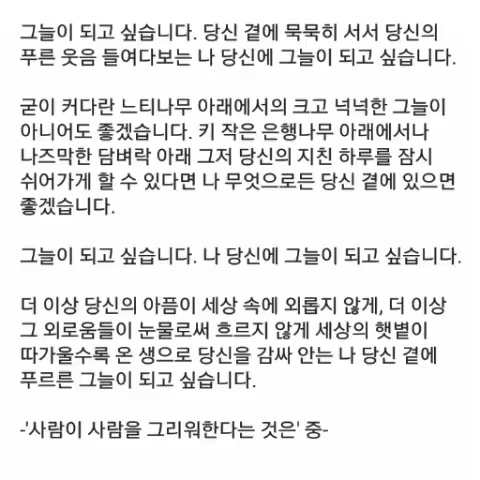 그늘이 되고 싶습니다. 당신 곁에 묵묵히 서서 당신의
푸른 웃음 들여다보는 나 당신에 그늘이 되고 싶습니다.
굳이 커다란 느티나무 아래에서의 크고 넉넉한 그늘이
아니어도 좋겠습니다. 키 작은 은행나무 아래에서나
나즈막한 담벼락 아래 그저 당신의 지친 하루를 잠시
쉬어가게 할 수 있다면 나 무엇으로든 당신 곁에 있으면
좋겠습니다.
그늘이 되고 싶습니다. 나 당신에 그늘이 되고 싶습니다.
더 이상 당신의 아픔이 세상 속에 외롭지 않게, 더 이상
그 외로움들이 눈물로써 흐르지 않게 세상의 햇볕이
따가울수록 온 생으로 당신을 감싸 안는 나 당신 곁에
푸르른 그늘이 되고 싶습니다.
-'사람이 사람을 그리워한다는 것은' 중-